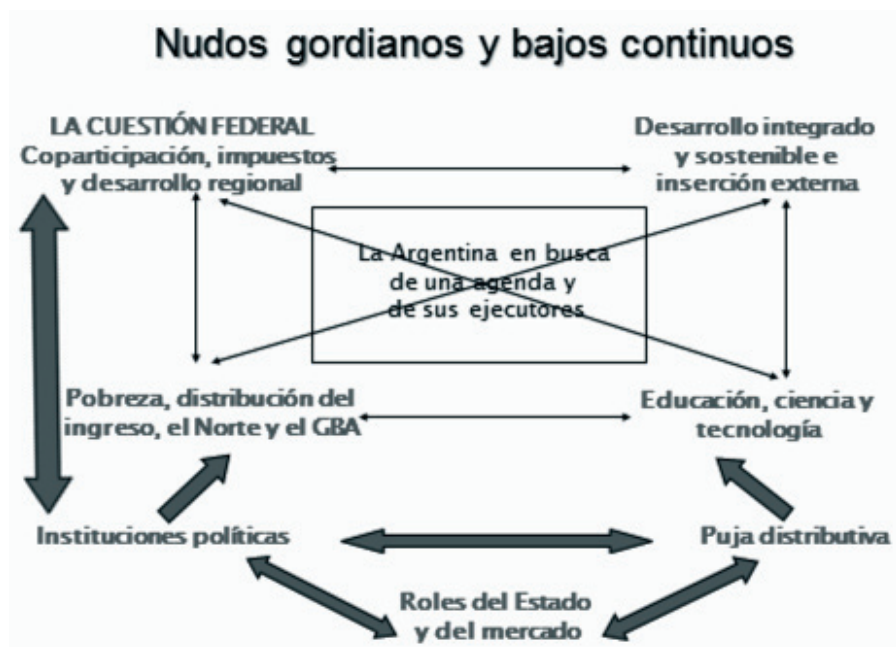 Nudos gordianos y bajos continuos
LA CUESTIÓN FEDERAL
Coparticipación, impuestos
y desarrollo regional
Desarrollo integrado
y sostenible e
inserción externa
La Argentina en busca
de una agenda y
de sus ejecutores
Pobreza, distribución del
ingreso, el Norte y el GBA
Educación, ciencia y
tecnología
Instituciones políticas
Puja distributiva
Roles del Estado
y del mercado